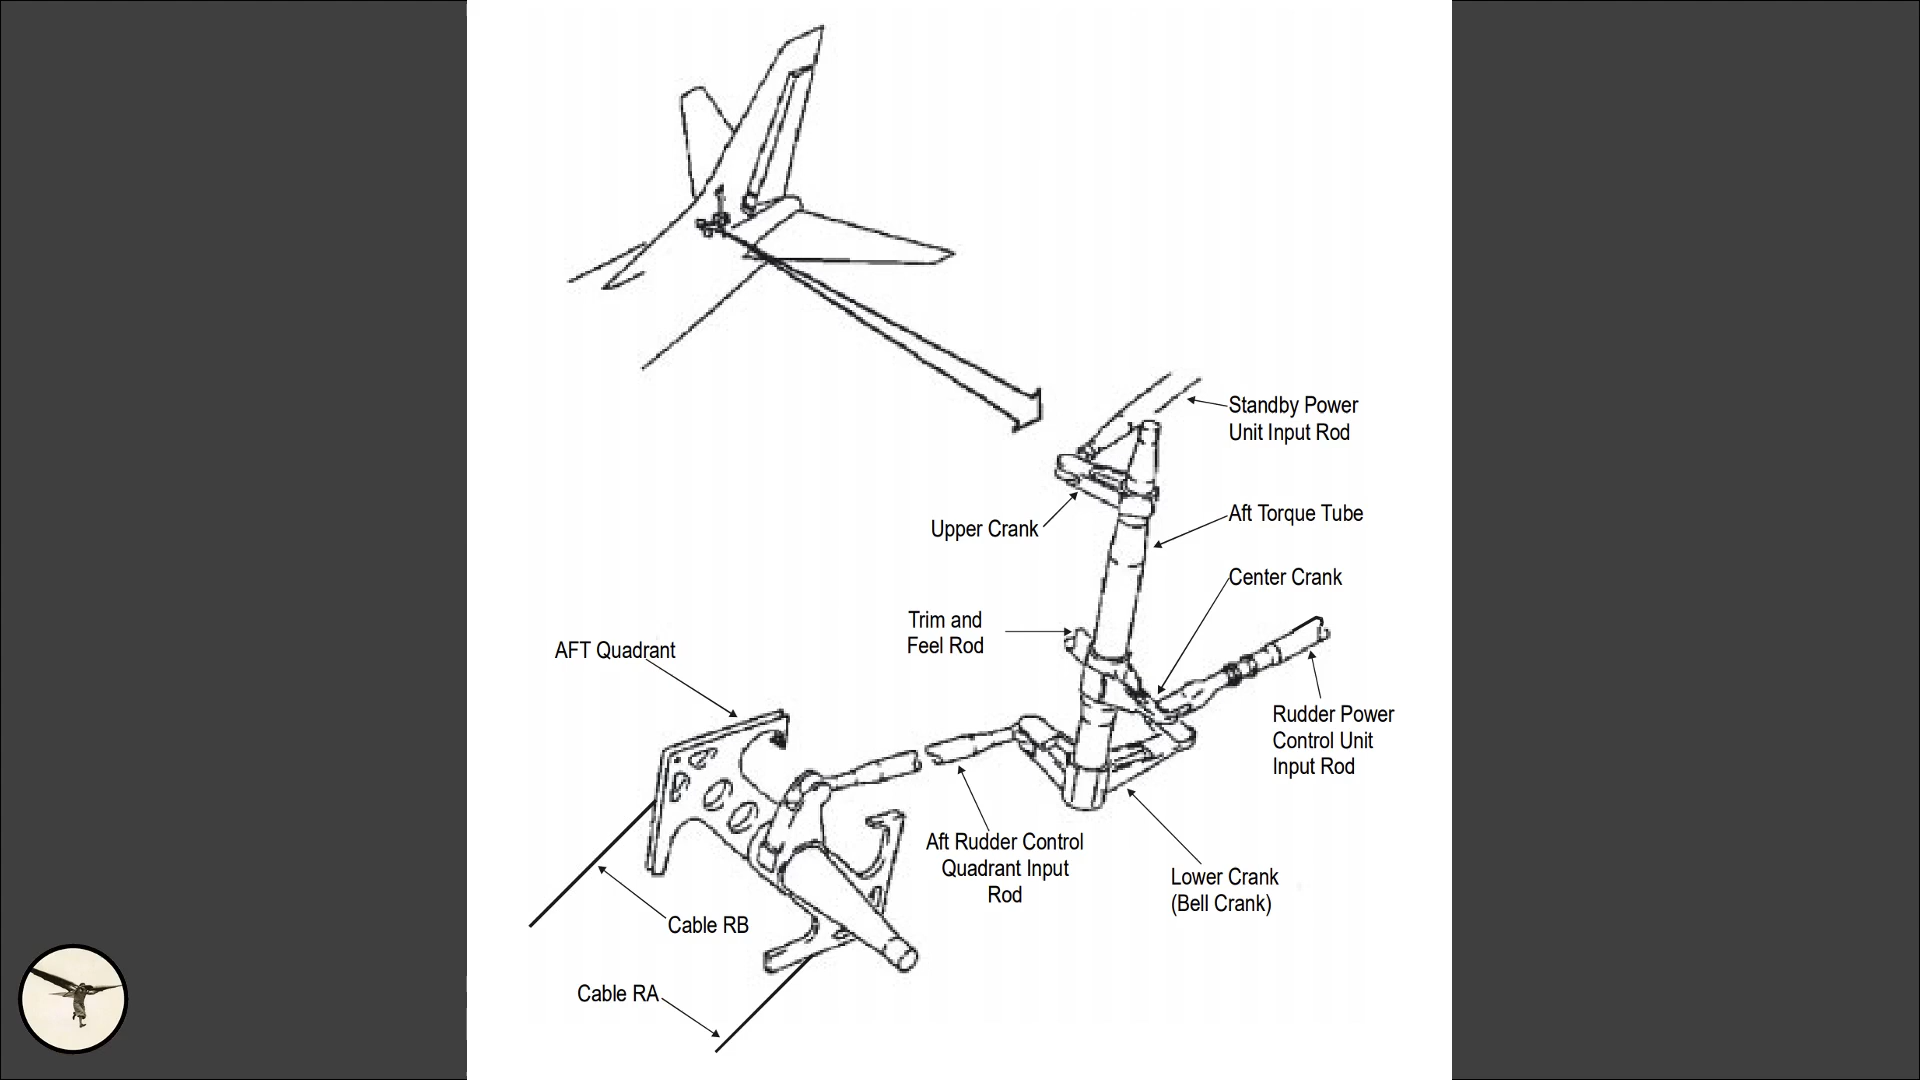 Standby Power
Unit Input Rod
Upper Crank
Aft Torque Tube
Center Crank
Trim and
Feel Rod
AFT Quadrant
Rudder Power
Control Unit
Input Rod
Aft Rudder Control
Quadrant Input
Rod
Lower Crank
(Bell Crank)
Cable RB
Cable RA